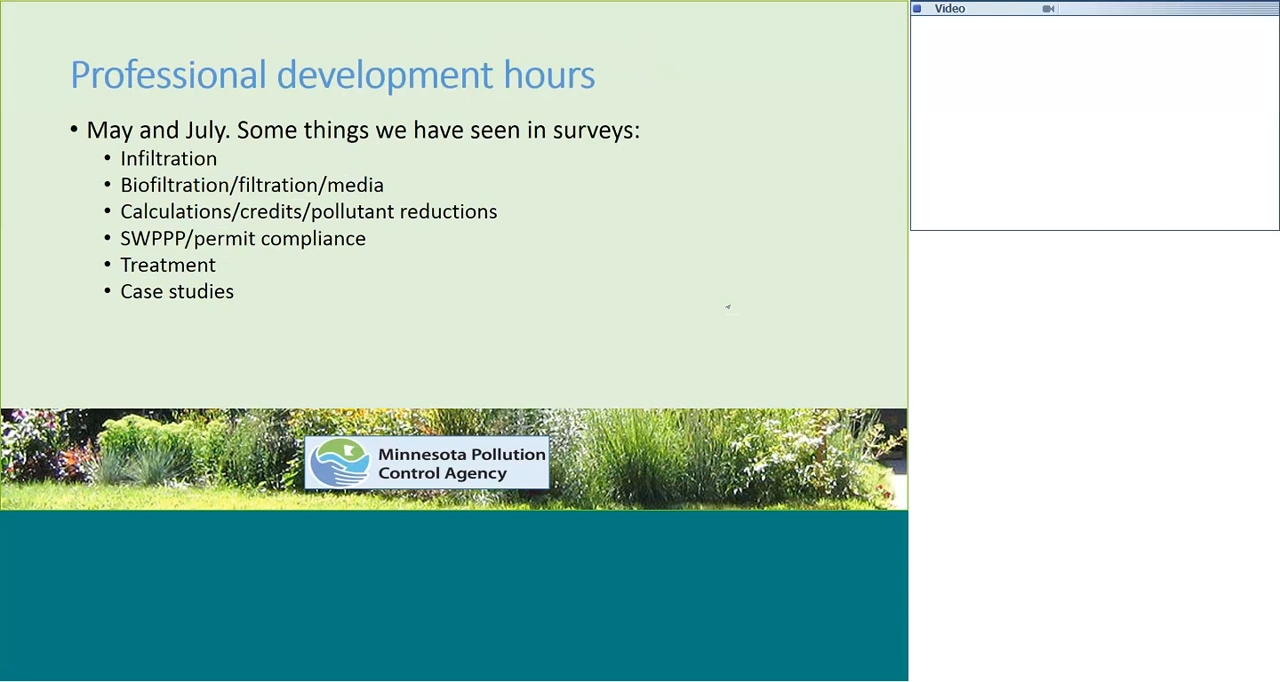 Video
Professional development hours
• May and July. Some things we have seen in surveys:
• Infiltration
• Biofiltration/filtration/media
• Calculations/credits/pollutant reductions
• SWPPP/permit compliance
• Treatment
• Case studies
Minnesota Pollution
Control Agency